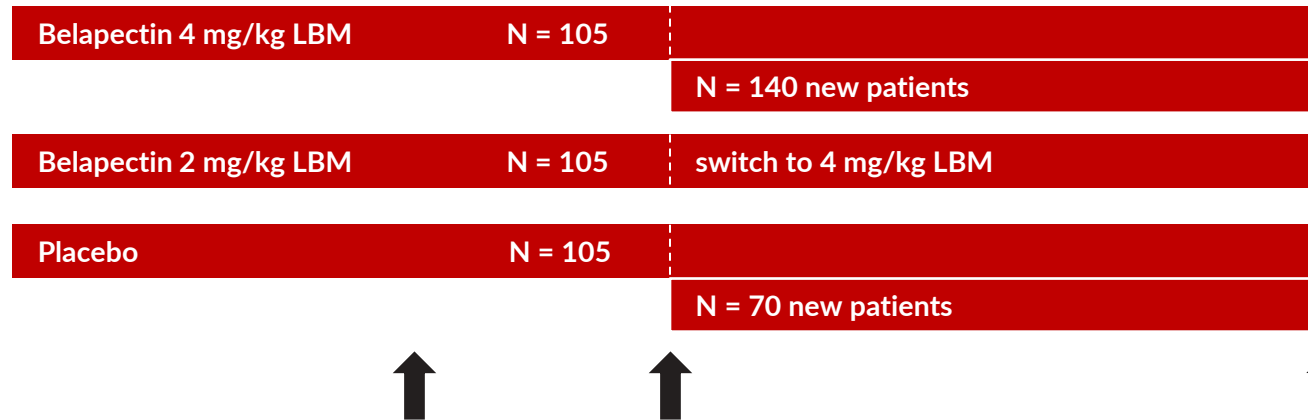 Belapectin 4 mg/kg LBM N = 105
N = 140 new patients
Belapectin 2 mg/kg LBM N = 105 switch to 4 mg/kg LBM
Placebo N = 105
N = 70 new patients